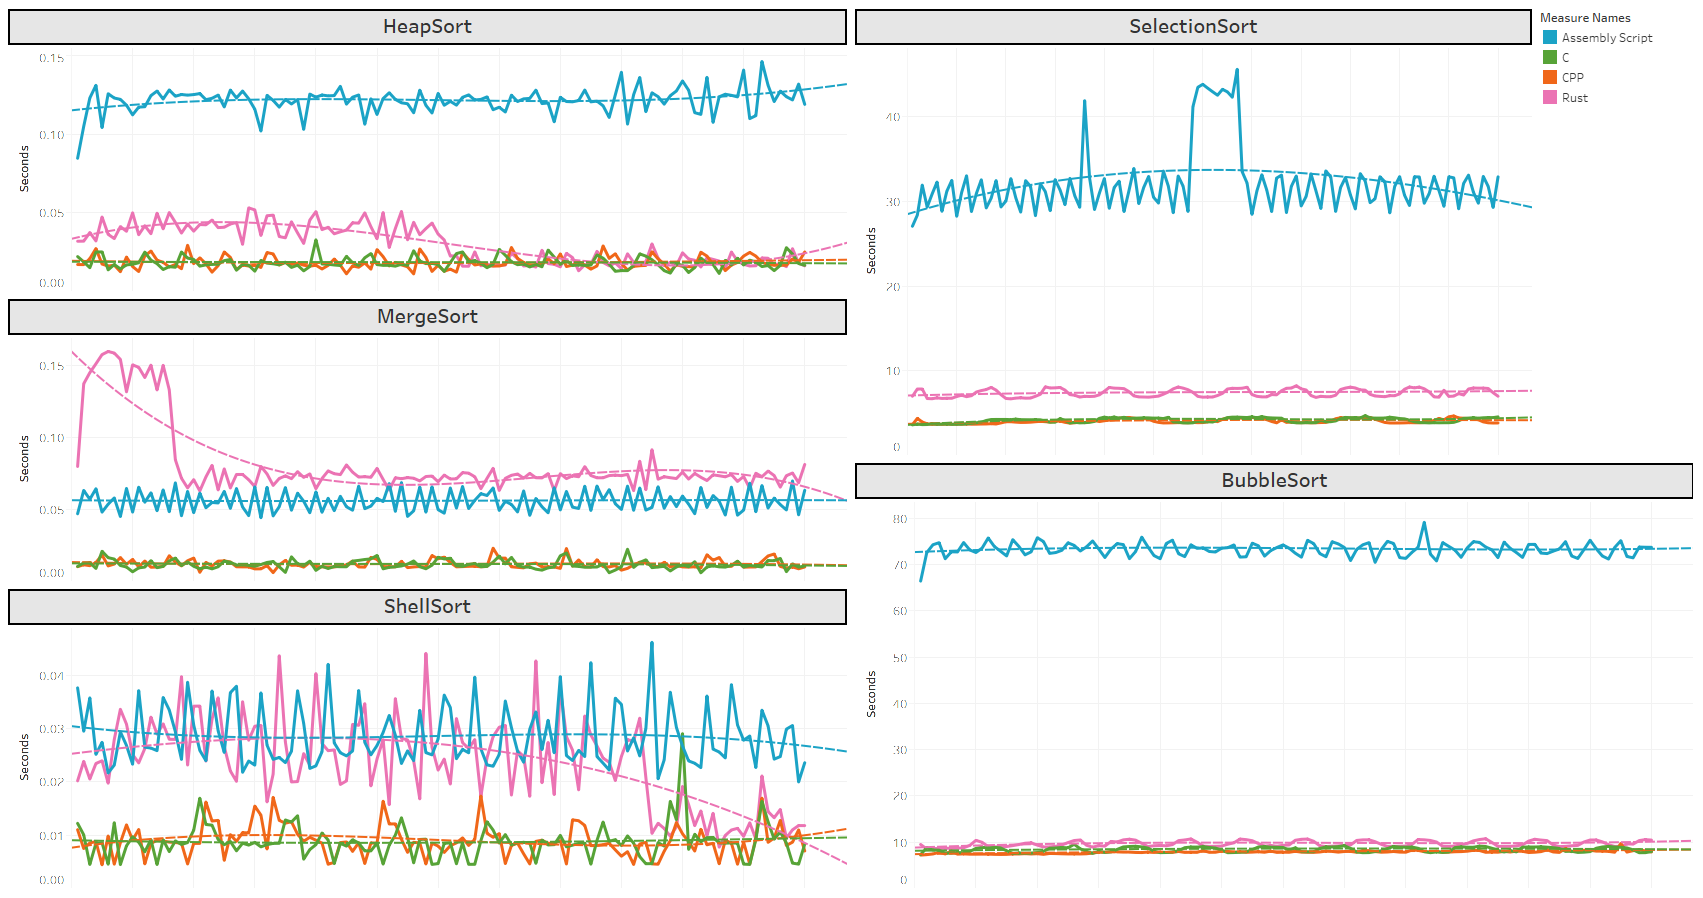 HeapSort
0.15
0.10
0.05
0.00
Seconds
MergeSort
0.15
0.10
0.05
0.00
Seconds
ShellSort
0.04
0.03
0.02
0.01
0.00
Seconds
SelectionSort
40
30
20
10
0
Seconds
BubbleSort
80
70
60
50
40
30
20
10
0
Seconds
Measure Names
Assembly Script
C
CPP
Rust